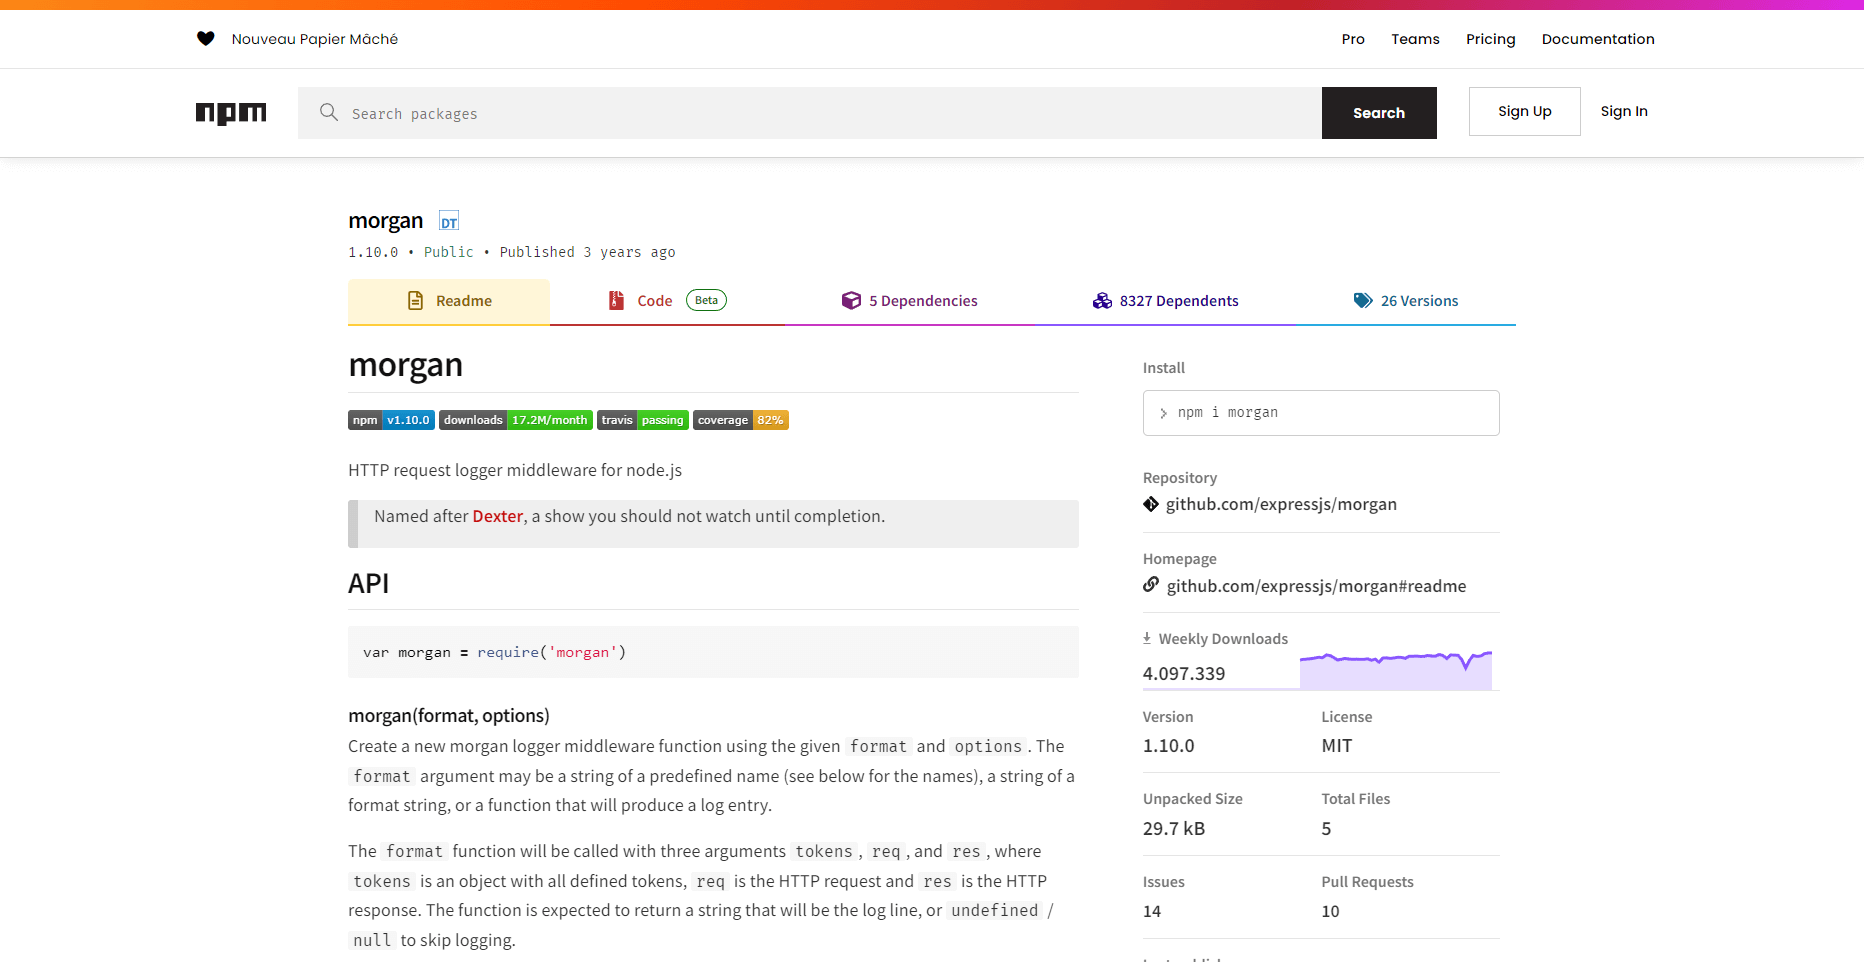 Nouveau Papier Mâché
Pro Teams Pricing Documentation
npm
Search packages
Search
Sign Up
Sign In
morgan DT
1.10.0 • Public • Published 3 years ago
Readme
Code Beta
5 Dependencies
8327 Dependents
26 Versions
morgan
npm v1.10.0 downloads 17.2M/month travis passing coverage 82%
HTTP request logger middleware for node.js
Named after Dexter, a show you should not watch until completion.
API
var morgan = require('morgan')
morgan(format, options)
Create a new morgan logger middleware function using the given format and options. The
format argument may be a string of a predefined name (see below for the names), a string of a
format string, or a function that will produce a log entry.
The format function will be called with three arguments tokens, req, and res, where
tokens is an object with all defined tokens, req is the HTTP request and res is the HTTP
response. The function is expected to return a string that will be the log line, or undefined /
null to skip logging.
Install
> npm i morgan
Repository
github.com/expressjs/morgan
Homepage
github.com/expressjs/morgan#readme
Weekly Downloads
4.097.339
Version License
1.10.0 MIT
Unpacked Size Total Files
29.7 kB 5
Issues Pull Requests
14 10